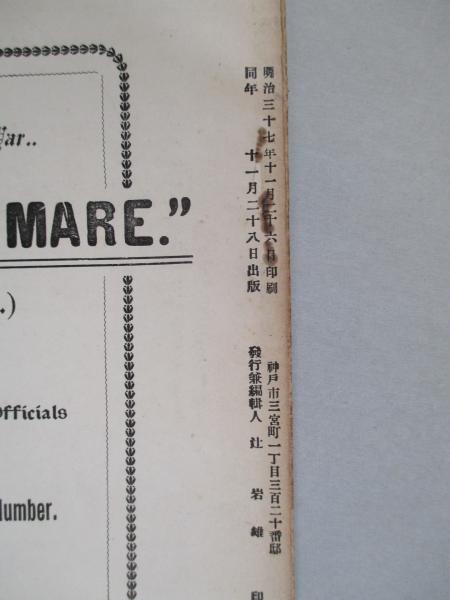 War..
MARE.”
.)
Officials
Number.
明治三十七年十一月二十六日印刷
同年 十一月二十八日出版
神戸市三宮町一丁目三百二十番邸
發行兼編輯人 辻 岩雄
印